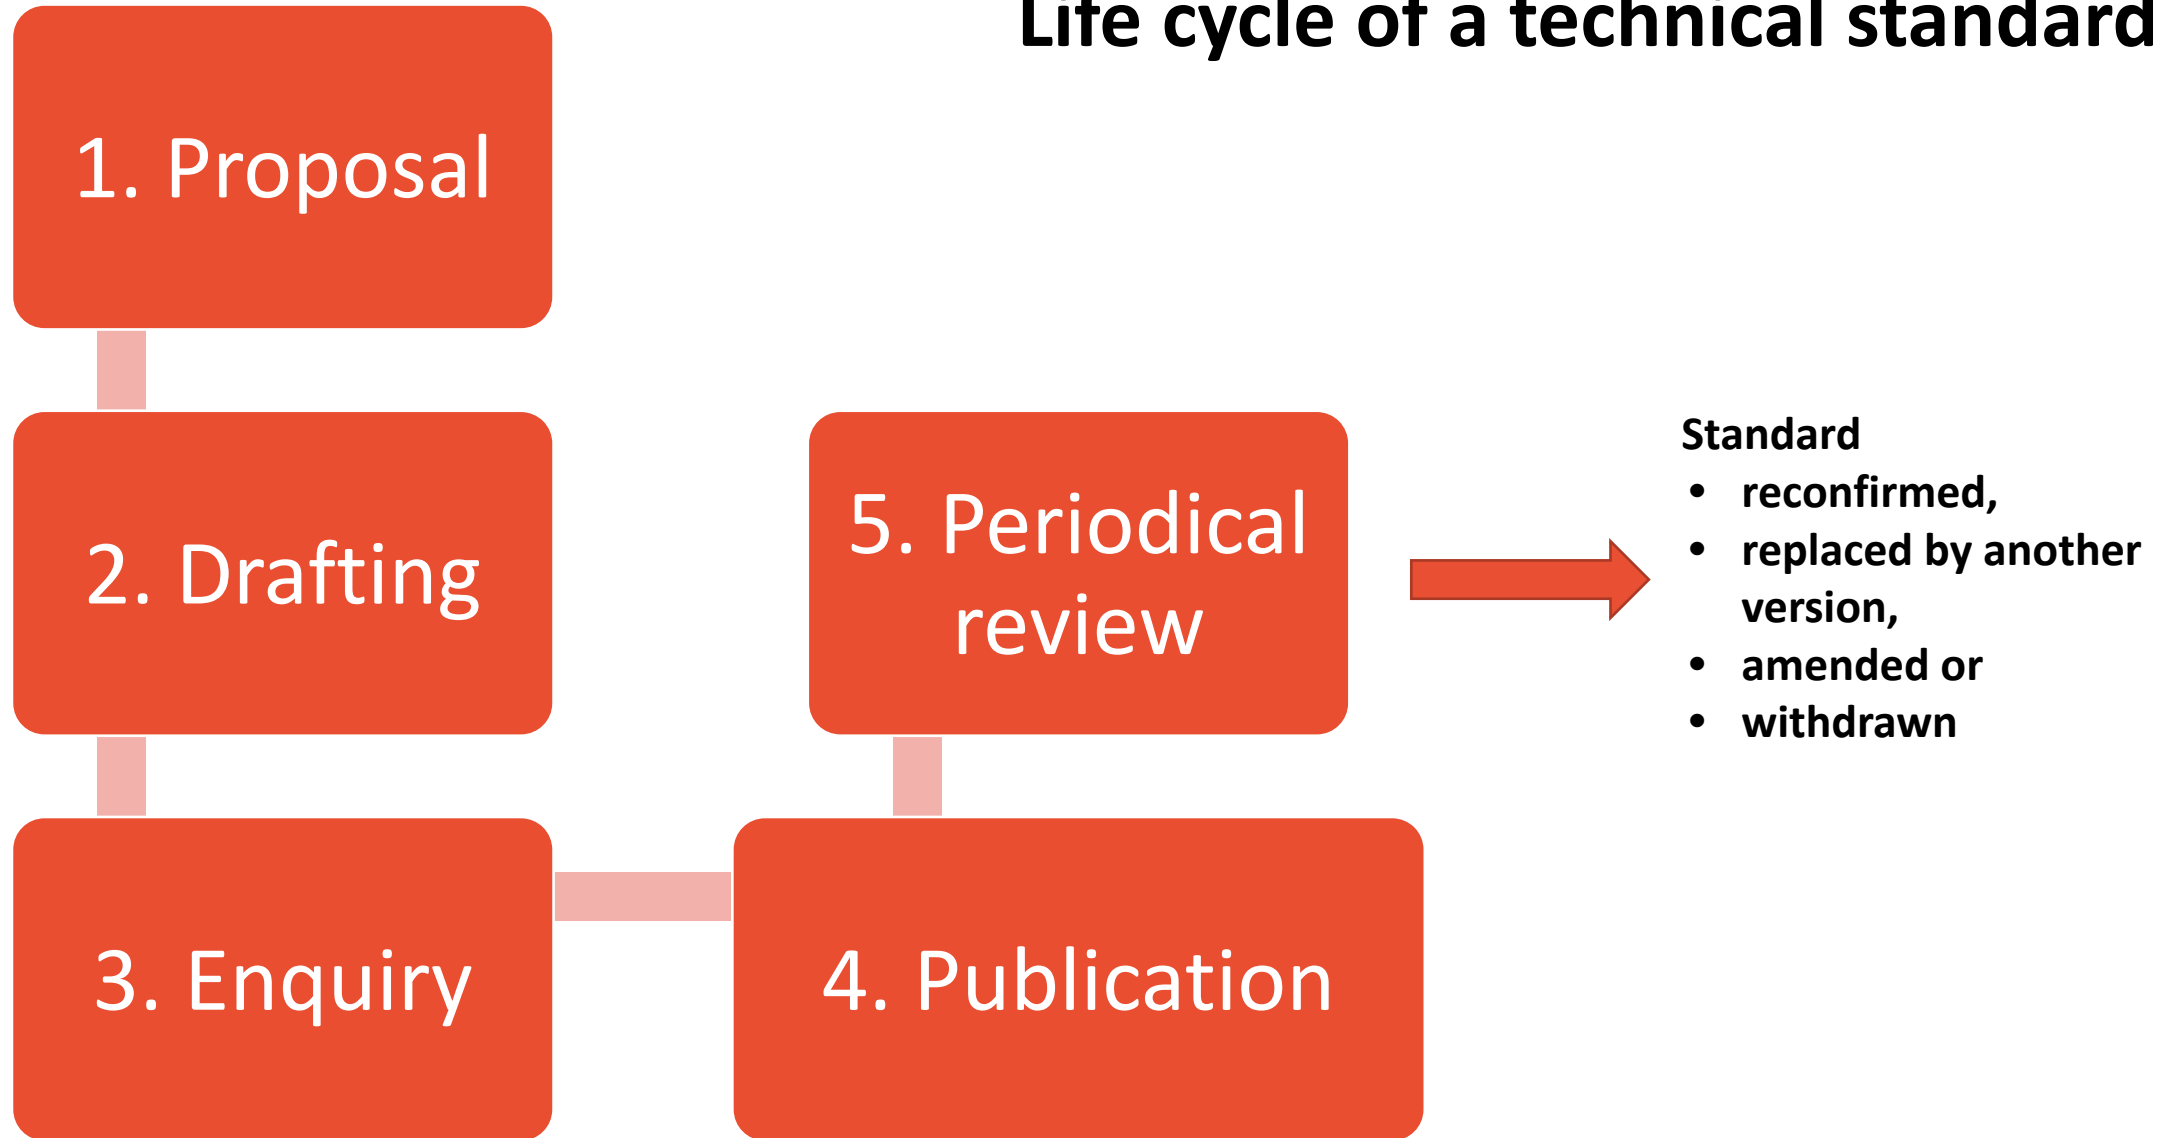 Life cycle of a technical standard
1. Proposal
2. Drafting
3. Enquiry
4. Publication
5. Periodical
review
Standard
• reconfirmed,
• replaced by another
version,
• amended or
• withdrawn